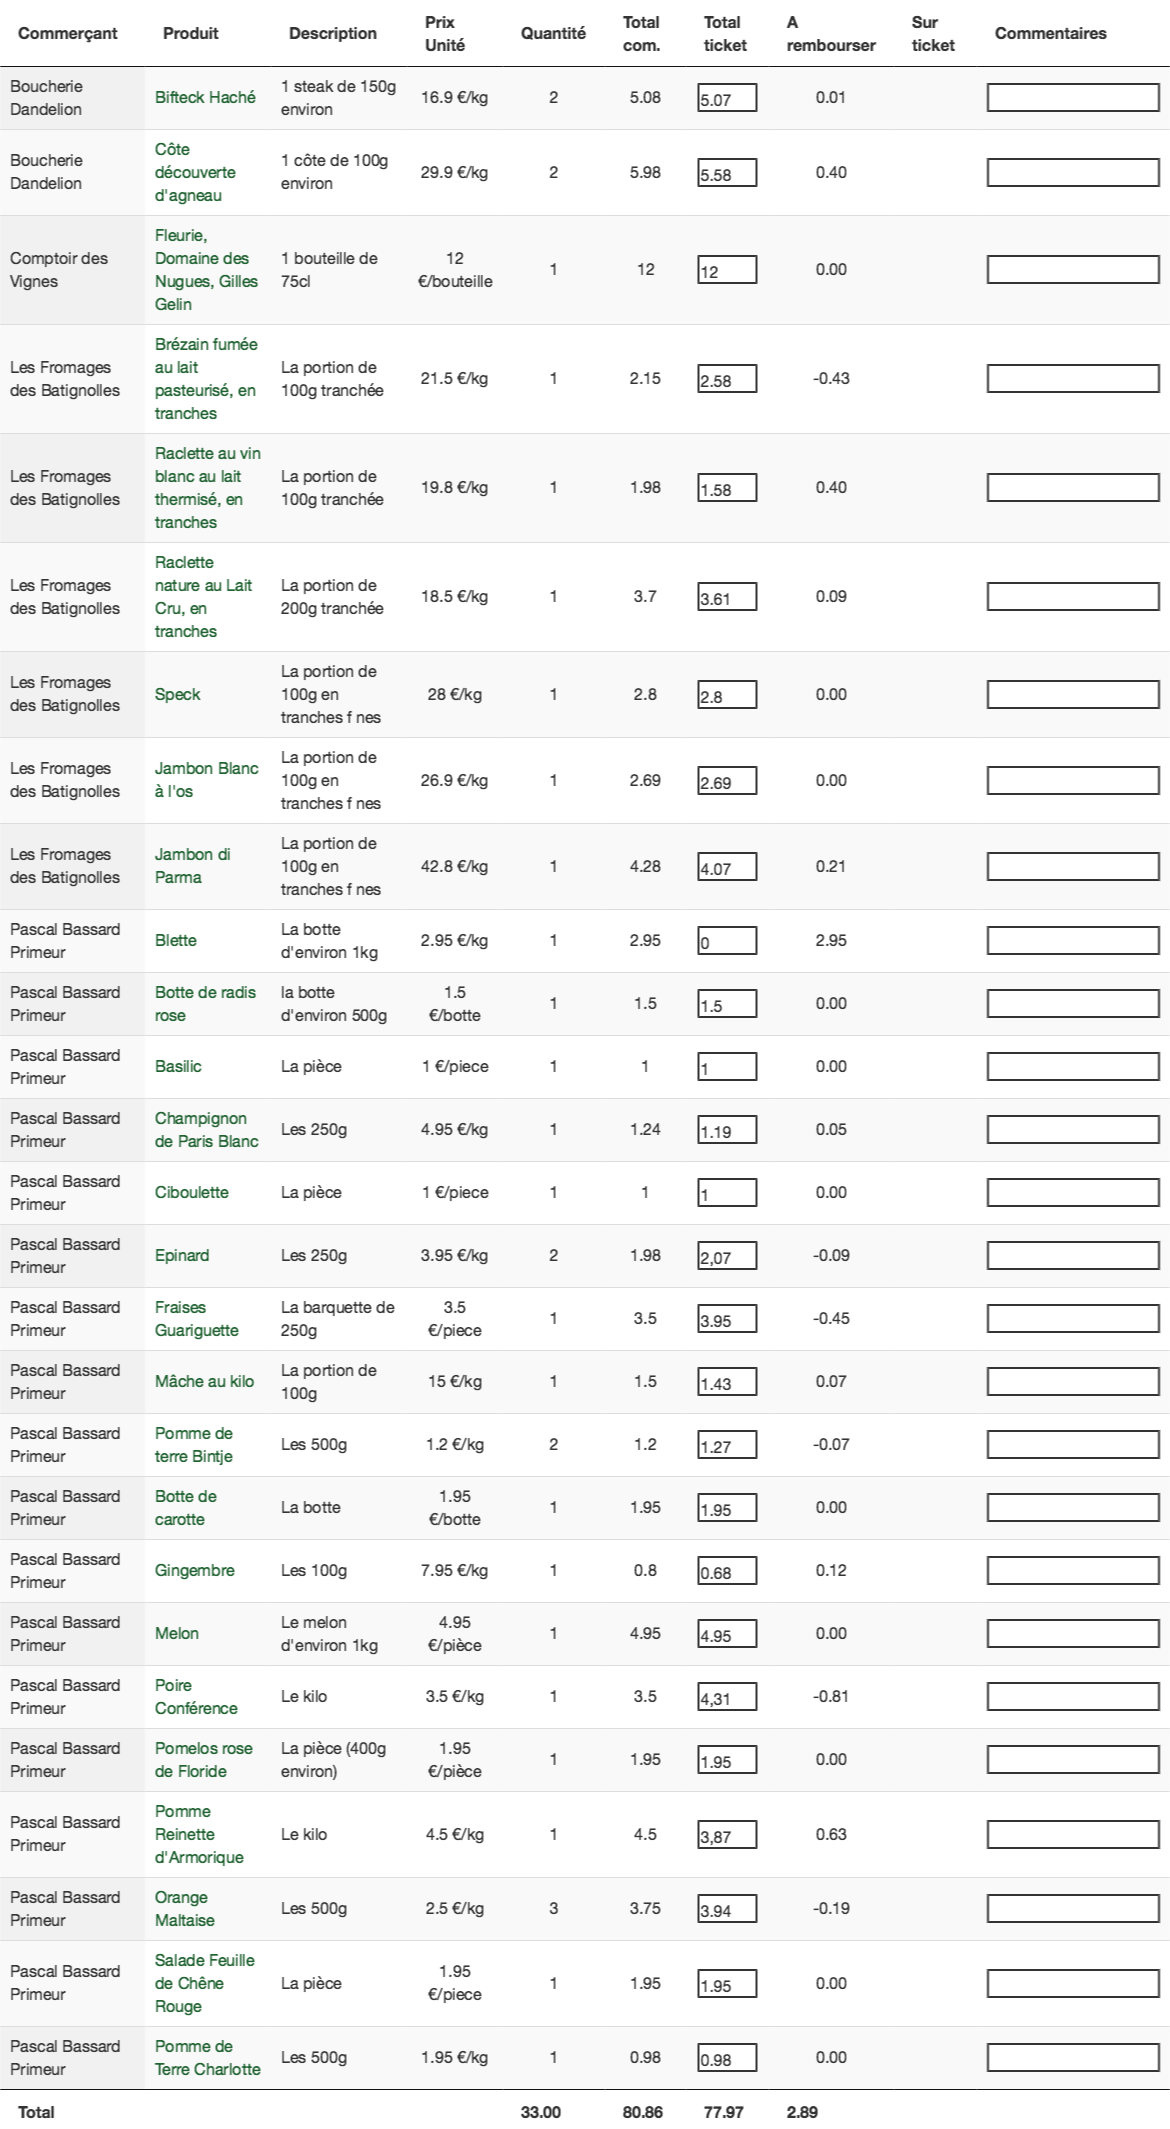 Commerçant Produit Description Prix Unité Quantité Total com. Total ticket A rembourser Sur ticket Commentaires
Boucherie Dandelion Bifteck Haché 1 steak de 150g environ 16.9 €/kg 2 5.08 5.07 0.01
Boucherie Dandelion Côte découverte d'agneau 1 côte de 100g environ 29.9 €/kg 2 5.98 5.58 0.40
Comptoir des Vignes Fleurie, Domaine des Nugues, Gilles Gelin 1 bouteille de 75cl 12 €/bouteille 1 12 12 0.00
Les Fromages des Batignolles Brézain fumée au lait pasteurisé, en tranches La portion de 100g tranchée 21.5 €/kg 1 2.15 2.58 -0.43
Les Fromages des Batignolles Raclette au vin blanc au lait thermisé, en tranches La portion de 100g tranchée 19.8 €/kg 1 1.98 1.58 0.40
Les Fromages des Batignolles Raclette nature au Lait Cru, en tranches La portion de 200g tranchée 18.5 €/kg 1 3.7 3.61 0.09
Les Fromages des Batignolles Speck La portion de 100g en tranches f nes 28 €/kg 1 2.8 2.8 0.00
Les Fromages des Batignolles Jambon Blanc à l'os La portion de 100g en tranches f nes 26.9 €/kg 1 2.69 2.69 0.00
Les Fromages des Batignolles Jambon di Parma La portion de 100g en tranches f nes 42.8 €/kg 1 4.28 4.07 0.21
Pascal Bassard Primeur Blette La botte d'environ 1kg 2.95 €/kg 1 2.95 0 2.95
Pascal Bassard Primeur Botte de radis rose la botte d'environ 500g 1.5 €/botte 1 1.5 1.5 0.00
Pascal Bassard Primeur Basilic La pièce 1 €/piece 1 1 1 0.00
Pascal Bassard Primeur Champignon de Paris Blanc Les 250g 4.95 €/kg 1 1.24 1.19 0.05
Pascal Bassard Primeur Ciboulette La pièce 1 €/piece 1 1 1 0.00
Pascal Bassard Primeur Epinard Les 250g 3.95 €/kg 2 1.98 2,07 -0.09
Pascal Bassard Primeur Fraises Guariguette La barquette de 250g 3.5 €/piece 1 3.5 3.95 -0.45
Pascal Bassard Primeur Mâche au kilo La portion de 100g 15 €/kg 1 1.5 1.43 0.07
Pascal Bassard Primeur Pomme de terre Bintje Les 500g 1.2 €/kg 2 1.2 1.27 -0.07
Pascal Bassard Primeur Botte de carotte La botte 1.95 €/botte 1 1.95 1.95 0.00
Pascal Bassard Primeur Gingembre Les 100g 7.95 €/kg 1 0.8 0.68 0.12
Pascal Bassard Primeur Melon Le melon d'environ 1kg 4.95 €/pièce 1 4.95 4.95 0.00
Pascal Bassard Primeur Poire Conférence Le kilo 3.5 €/kg 1 3.5 4,31 -0.81
Pascal Bassard Primeur Pomelos rose de Floride La pièce (400g environ) 1.95 €/pièce 1 1.95 1.95 0.00
Pascal Bassard Primeur Pomme Reinette d'Armorique Le kilo 4.5 €/kg 1 4.5 3,87 0.63
Pascal Bassard Primeur Orange Maltaise Les 500g 2.5 €/kg 3 3.75 3.94 -0.19
Pascal Bassard Primeur Salade Feuille de Chêne Rouge La pièce 1.95 €/piece 1 1.95 1.95 0.00
Pascal Bassard Primeur Pomme de Terre Charlotte Les 500g 1.95 €/kg 1 0.98 0.98 0.00
Total 33.00 80.86 77.97 2.89